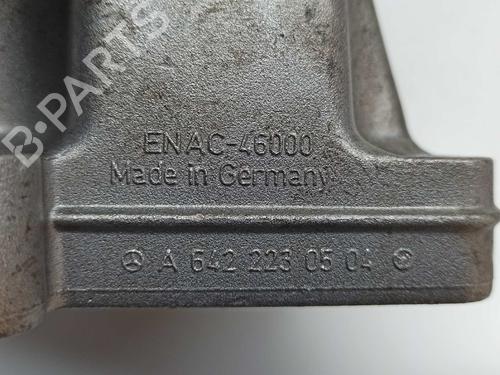 B-PARTS
ENAC-46000
Made in Germany
A 642 223 05 04